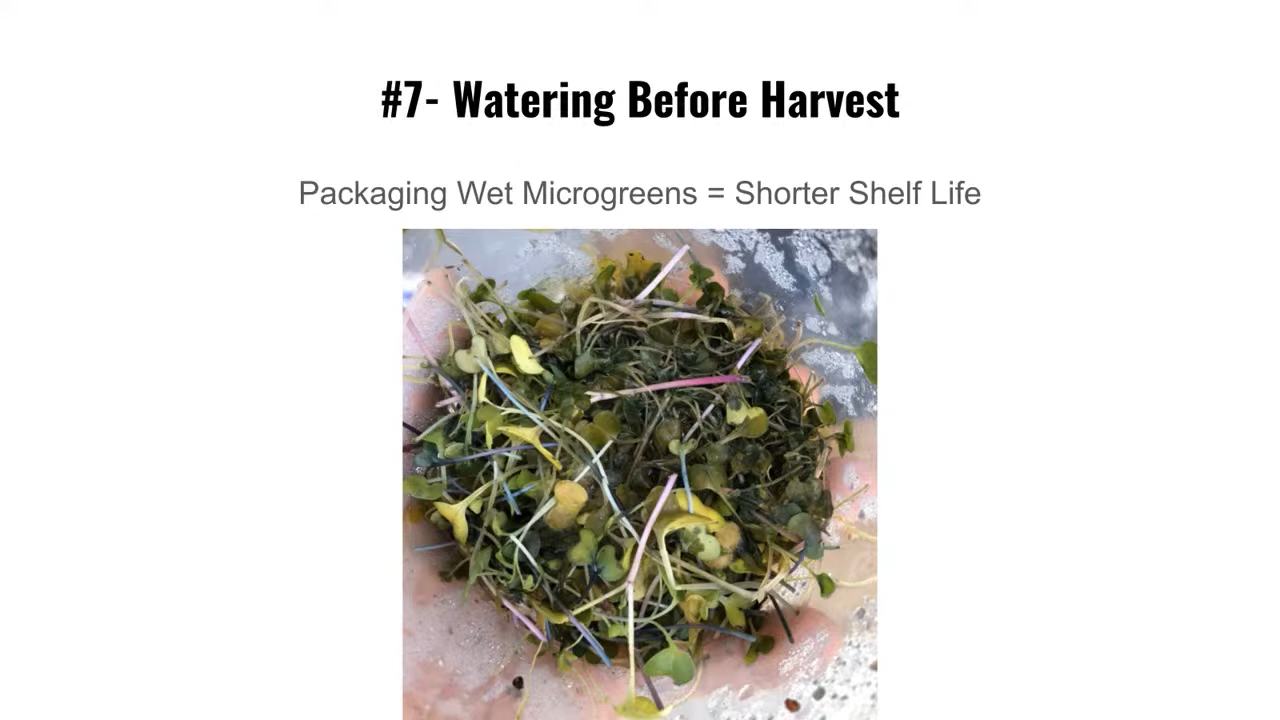 #7- Watering Before Harvest
Packaging Wet Microgreens = Shorter Shelf Life